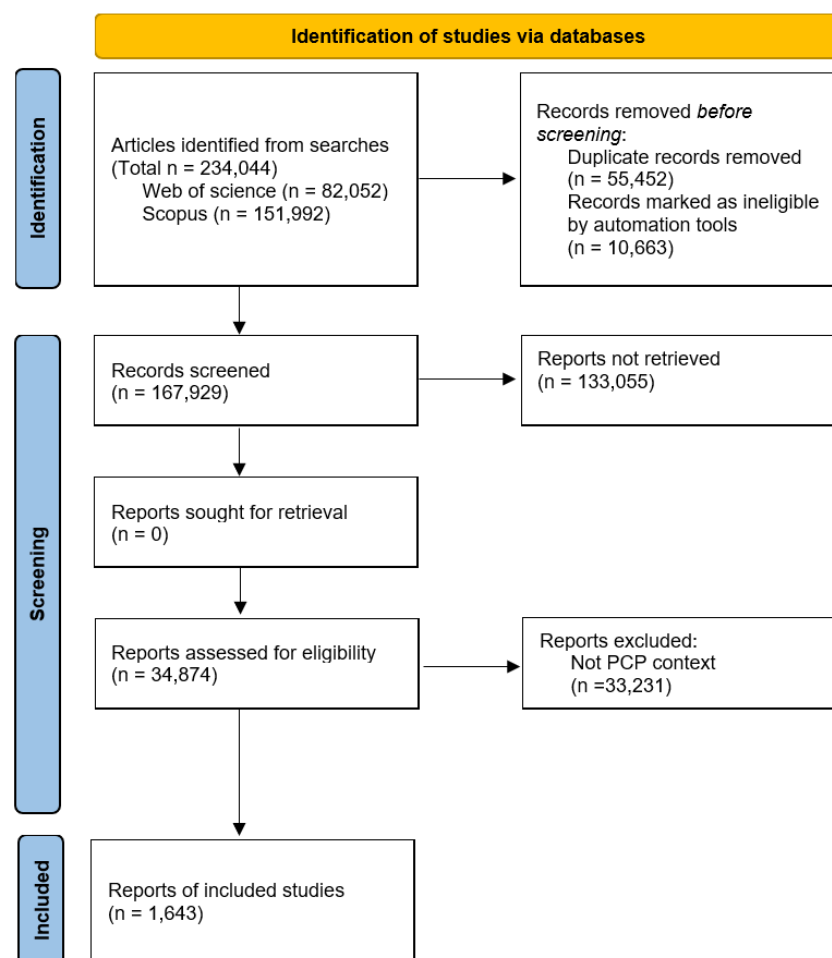 Identification of studies via databases
Identification
Articles identified from searches
(Total n = 234,044)
Web of science (n = 82,052)
Scopus (n = 151,992)
Records removed before
screening:
Duplicate records removed
(n = 55,452)
Records marked as ineligible
by automation tools
(n = 10,663)
Screening
Records screened
(n = 167,929)
Reports not retrieved
(n = 133,055)
Reports sought for retrieval
(n = 0)
Reports assessed for eligibility
(n = 34,874)
Reports excluded:
Not PCP context
(n =33,231)
Included
Reports of included studies
(n = 1,643)